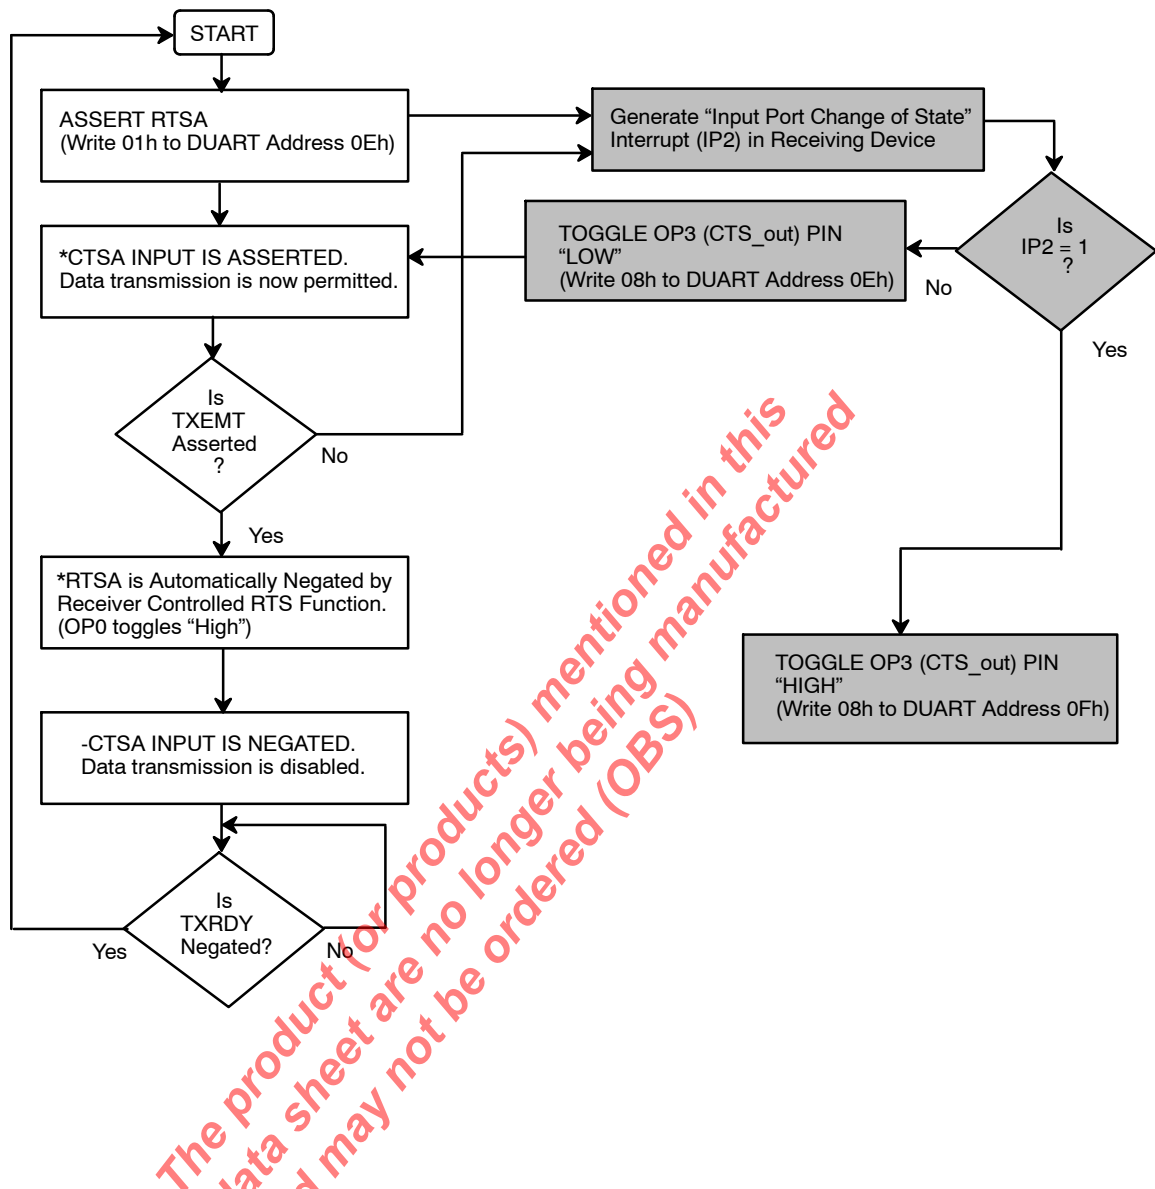 START
ASSERT RTSA
(Write 01h to DUART Address 0Eh)
Generate “Input Port Change of State”
Interrupt (IP2) in Receiving Device
Is
IP2 = 1
?
No
Yes
TOGGLE OP3 (CTS_out) PIN
“LOW”
(Write 08h to DUART Address 0Eh)
*CTSA INPUT IS ASSERTED.
Data transmission is now permitted.
Is
TXEMT
Asserted
?
No
Yes
*RTSA is Automatically Negated by
Receiver Controlled RTS Function.
(OP0 toggles “High”)
TOGGLE OP3 (CTS_out) PIN
“HIGH”
(Write 08h to DUART Address 0Fh)
-CTSA INPUT IS NEGATED.
Data transmission is disabled.
Is
TXRDY
Negated?
Yes
No
The product (or products) mentioned in this
data sheet are no longer being manufactured
may not be ordered (OBS)